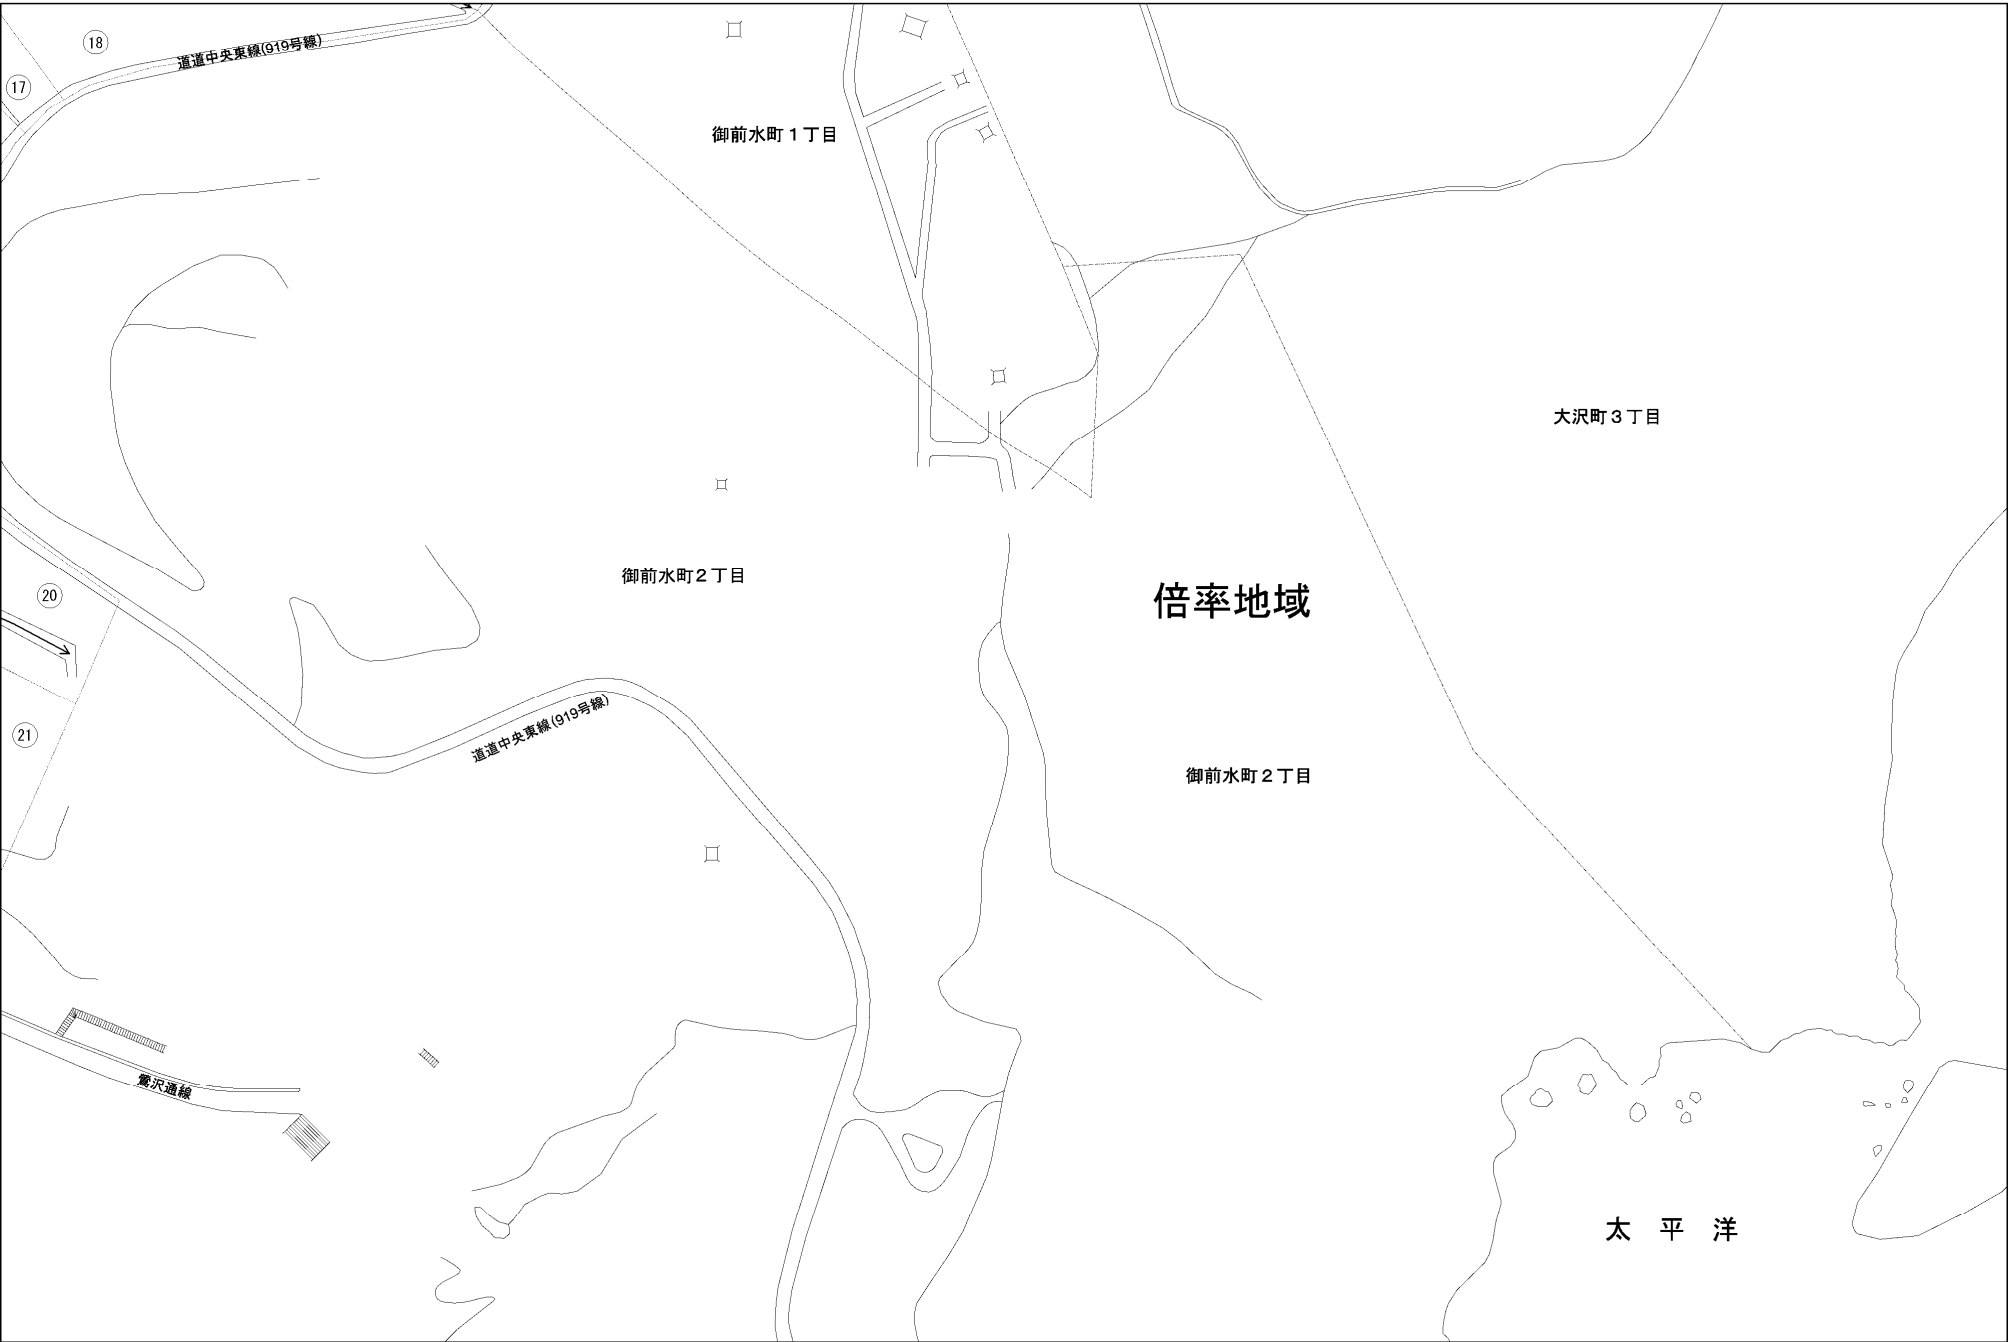 18
道道中央東線(919号線)
17
御前水町1丁目
大沢町3丁目
御前水町2丁目
20
倍率地域
道道中央東線(919号線)
21
御前水町2丁目
鷲沢通線
太平洋